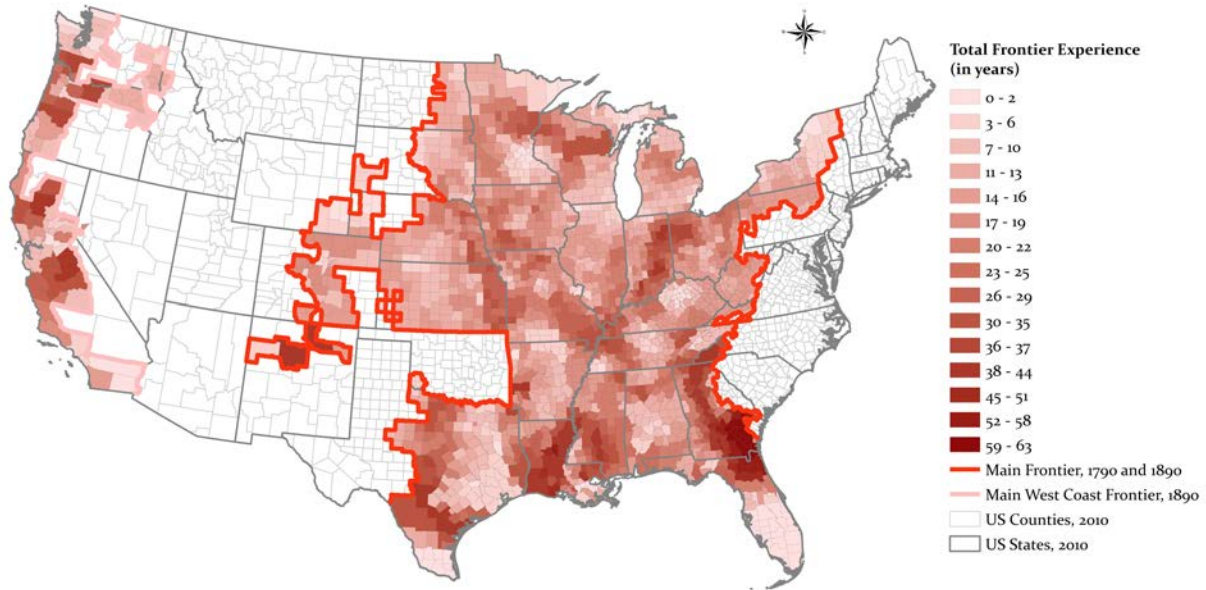 Total Frontier Experience
(in years)
0 - 2
3 - 6
7 - 10
11 - 13
14 - 16
17 - 19
20 - 22
23 - 25
26 - 29
30 - 35
36 - 37
38 - 44
45 - 51
52 - 58
59 - 63
Main Frontier, 1790 and 1890
Main West Coast Frontier, 1890
US Counties, 2010
US States, 2010